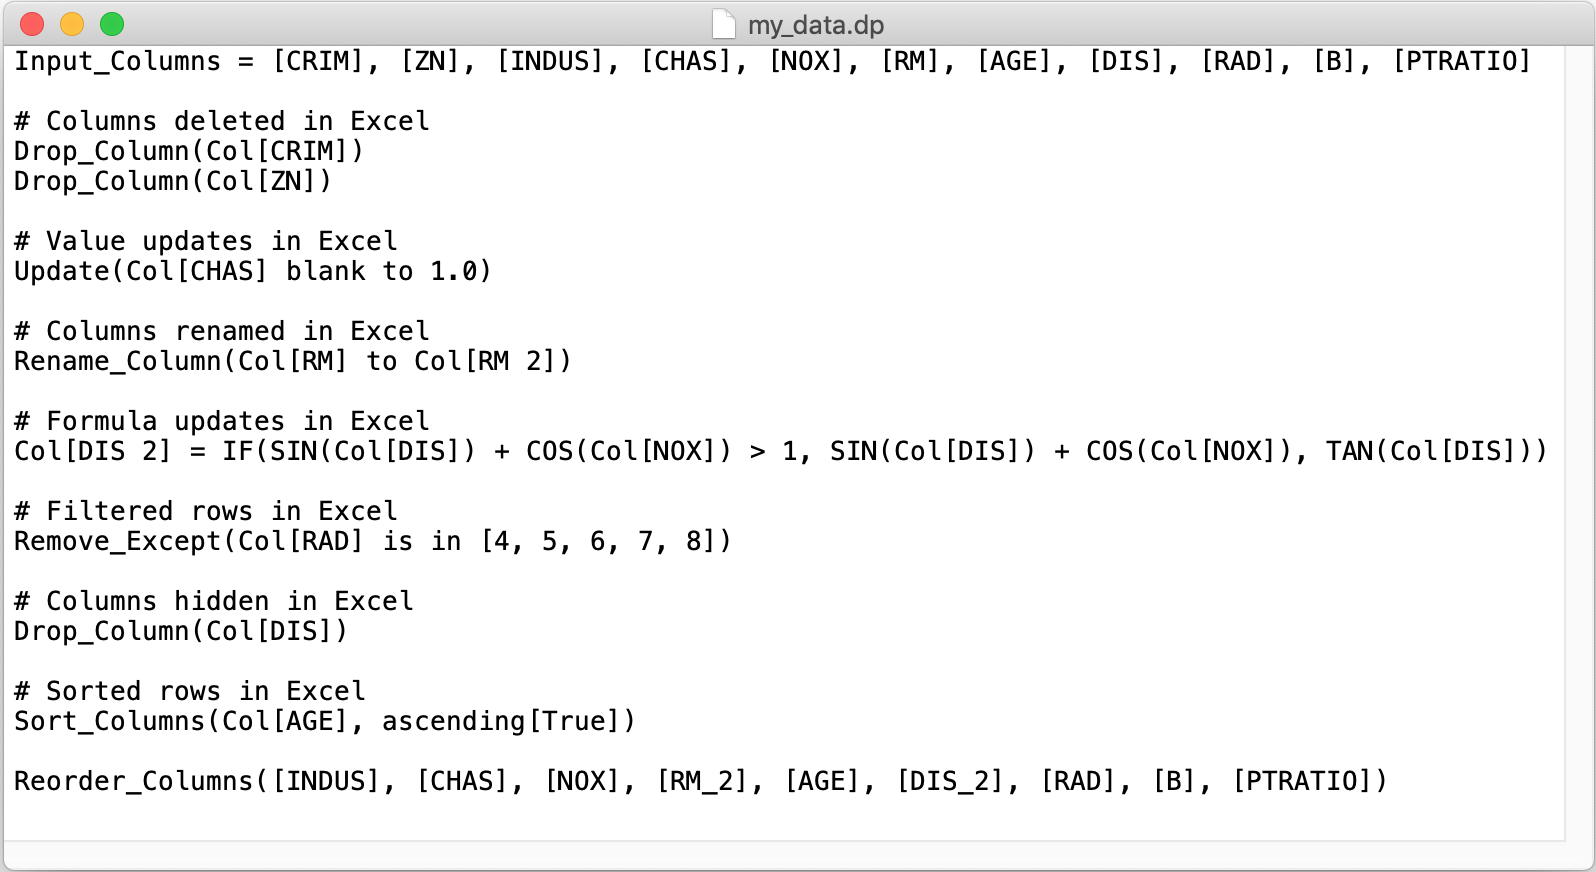 my_data.dp
Input_Columns = [CRIM], [ZN], [INDUS], [CHAS], [NOX], [RM], [AGE], [DIS], [RAD], [B], [PTRATIO]
# Columns deleted in Excel
Drop_Column(Col[CRIM])
Drop_Column(Col[ZN])
# Value updates in Excel
Update(Col[CHAS] blank to 1.0)
# Columns renamed in Excel
Rename_Column(Col[RM] to Col[RM 2])
# Formula updates in Excel
Col[DIS 2] = IF(SIN(Col[DIS]) + COS(Col[NOX]) > 1, SIN(Col[DIS]) + COS(Col[NOX]), TAN(Col[DIS]))
# Filtered rows in Excel
Remove_Except(Col[RAD] is in [4, 5, 6, 7, 8])
# Columns hidden in Excel
Drop_Column(Col[DIS])
# Sorted rows in Excel
Sort_Columns(Col[AGE], ascending[True])
Reorder_Columns([INDUS], [CHAS], [NOX], [RM_2], [AGE], [DIS_2], [RAD], [B], [PTRATIO])